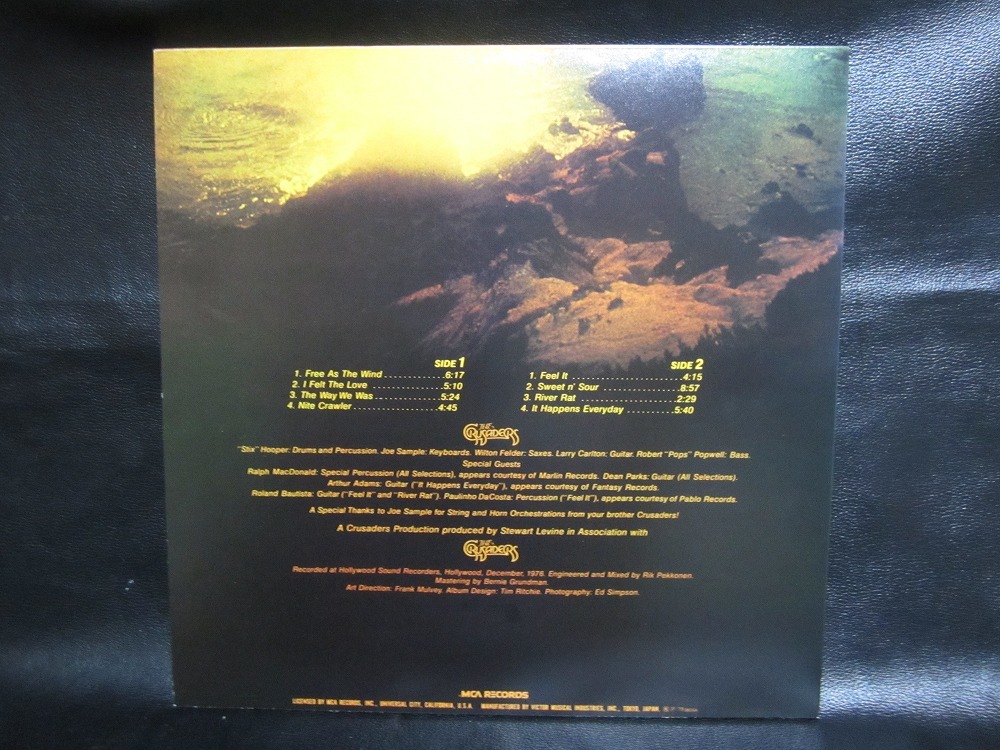 SIDE 1
1. Free As The Wind ............6:17
2. I Felt The Love ...............5:10
3. The Way We Was ..............5:24
4. Nite Crawler .................4:45
SIDE 2
1. Feel It .....................4:15
2. Sweet n' Sour ................8:57
3. River Rat ....................2:29
4. It Happens Everyday .........5:40
THE CRUSADERS
"Stix" Hooper: Drums and Percussion. Joe Sample: Keyboards. Wilton Felder: Saxes. Larry Carlton: Guitar. Robert "Pops" Popwell: Bass.
Special Guests
Ralph MacDonald: Special Percussion (All Selections), appears courtesy of Marlin Records. Dean Parks: Guitar (All Selections).
Arthur Adams: Guitar ("It Happens Everyday"), appears courtesy of Fantasy Records.
Roland Bautista: Guitar ("Feel It" and "River Rat"). Paulinho DaCosta: Percussion ("Feel It"), appears courtesy of Pablo Records.
A Special Thanks to Joe Sample for String and Horn Orchestrations from your brother Crusaders!
A Crusaders Production produced by Stewart Levine in Association with
THE CRUSADERS
Recorded at Hollywood Sound Recorders, Hollywood, December, 1976. Engineered and Mixed by Rik Pekkonen.
Mastering by Bernie Grundman.
Art Direction: Frank Mulvey. Album Design: Tim Ritchie. Photography: Ed Simpson.
MCA RECORDS
LICENSED BY MCA RECORDS, INC., UNIVERSAL CITY, CALIFORNIA, U.S.A. MANUFACTURED BY VICTOR MUSICAL INDUSTRIES, INC., TOKYO, JAPAN.